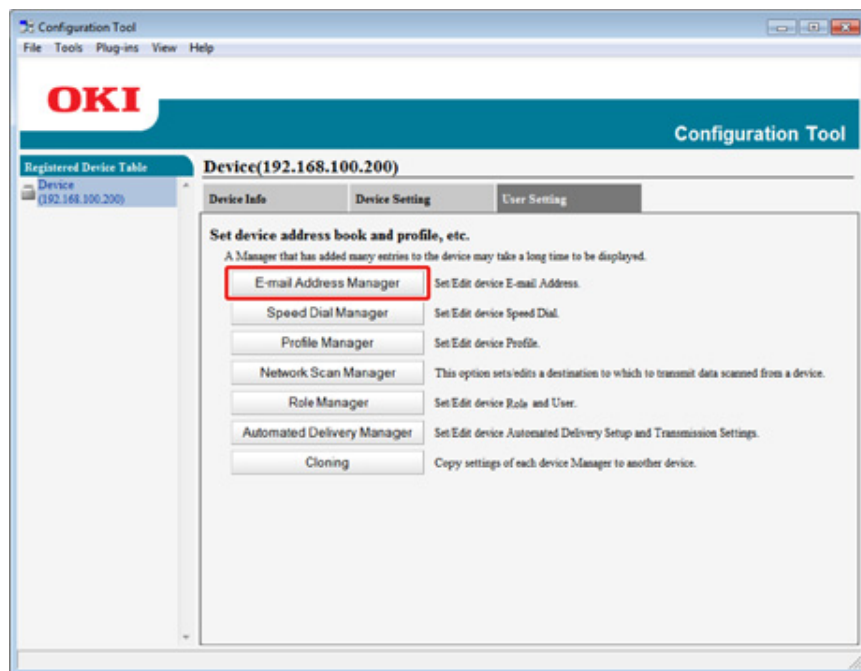 Configuration Tool
File Tools Plug-ins View Help
OKI
Configuration Tool
Registered Device Table
Device
(192.168.100.200)
Device(192.168.100.200)
Device Info Device Setting User Setting
Set device address book and profile, etc.
A Manager that has added many entries to the device may take a long time to be displayed.
E-mail Address Manager Set/Edit device E-mail Address.
Speed Dial Manager Set/Edit device Speed Dial.
Profile Manager Set/Edit device Profile.
Network Scan Manager This option sets/edits a destination to which to transmit data scanned from a device.
Role Manager Set/Edit device Role and User.
Automated Delivery Manager Set/Edit device Automated Delivery Setup and Transmission Settings.
Cloning Copy settings of each device Manager to another device.